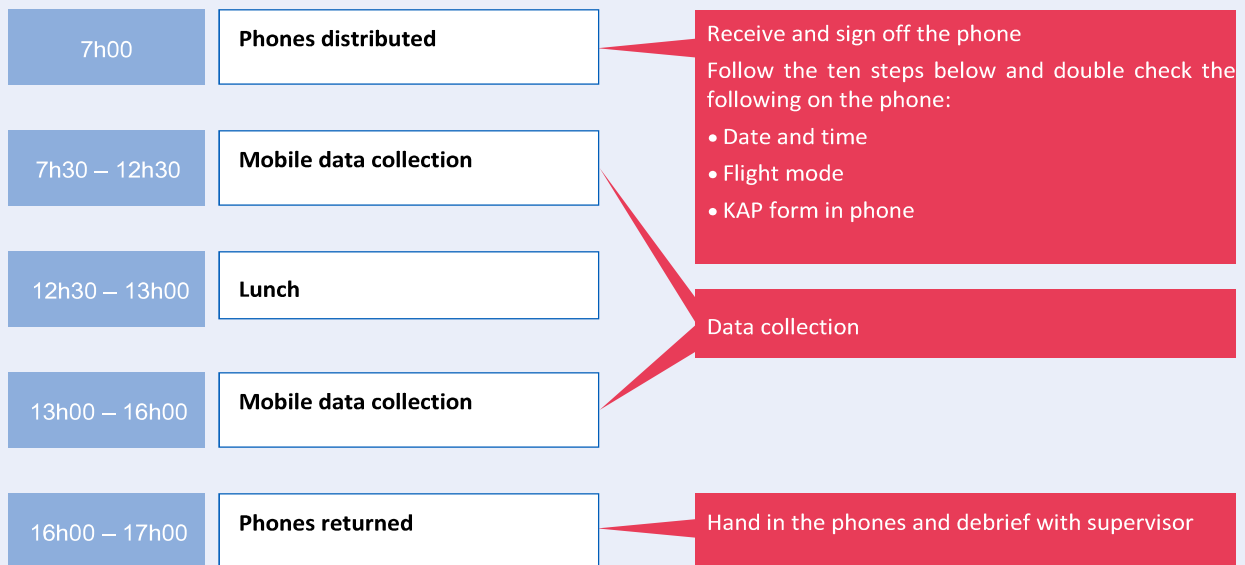 7h00
Phones distributed
Receive and sign off the phone
Follow the ten steps below and double check the
following on the phone:
• Date and time
• Flight mode
• KAP form in phone
7h30 – 12h30
Mobile data collection
12h30 – 13h00
Lunch
Data collection
13h00 – 16h00
Mobile data collection
16h00 – 17h00
Phones returned
Hand in the phones and debrief with supervisor